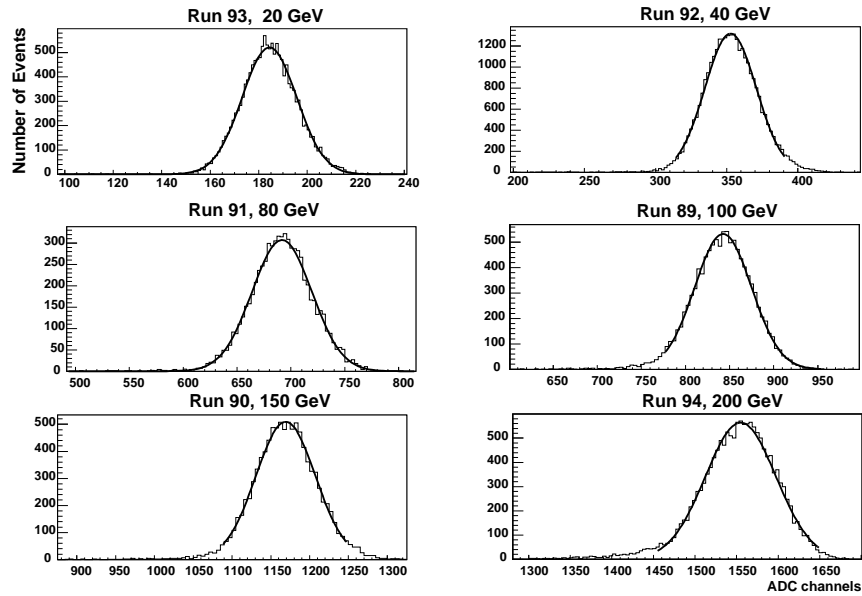 Run 93, 20 GeV
Run 92, 40 GeV
Number of Events
500
400
300
200
100
0
100 120 140 160 180 200 220 240
1200
1000
800
600
400
200
0
200 250 300 350 400
Run 91, 80 GeV
Run 89, 100 GeV
300
250
200
150
100
50
0
500 550 600 650 700 750 800
500
400
300
200
100
0
650 700 750 800 850 900 950
Run 90, 150 GeV
Run 94, 200 GeV
500
400
300
200
100
0
900 950 1000 1050 1100 1150 1200 1250 1300
500
400
300
200
100
0
1300 1350 1400 1450 1500 1550 1600 1650
ADC channels